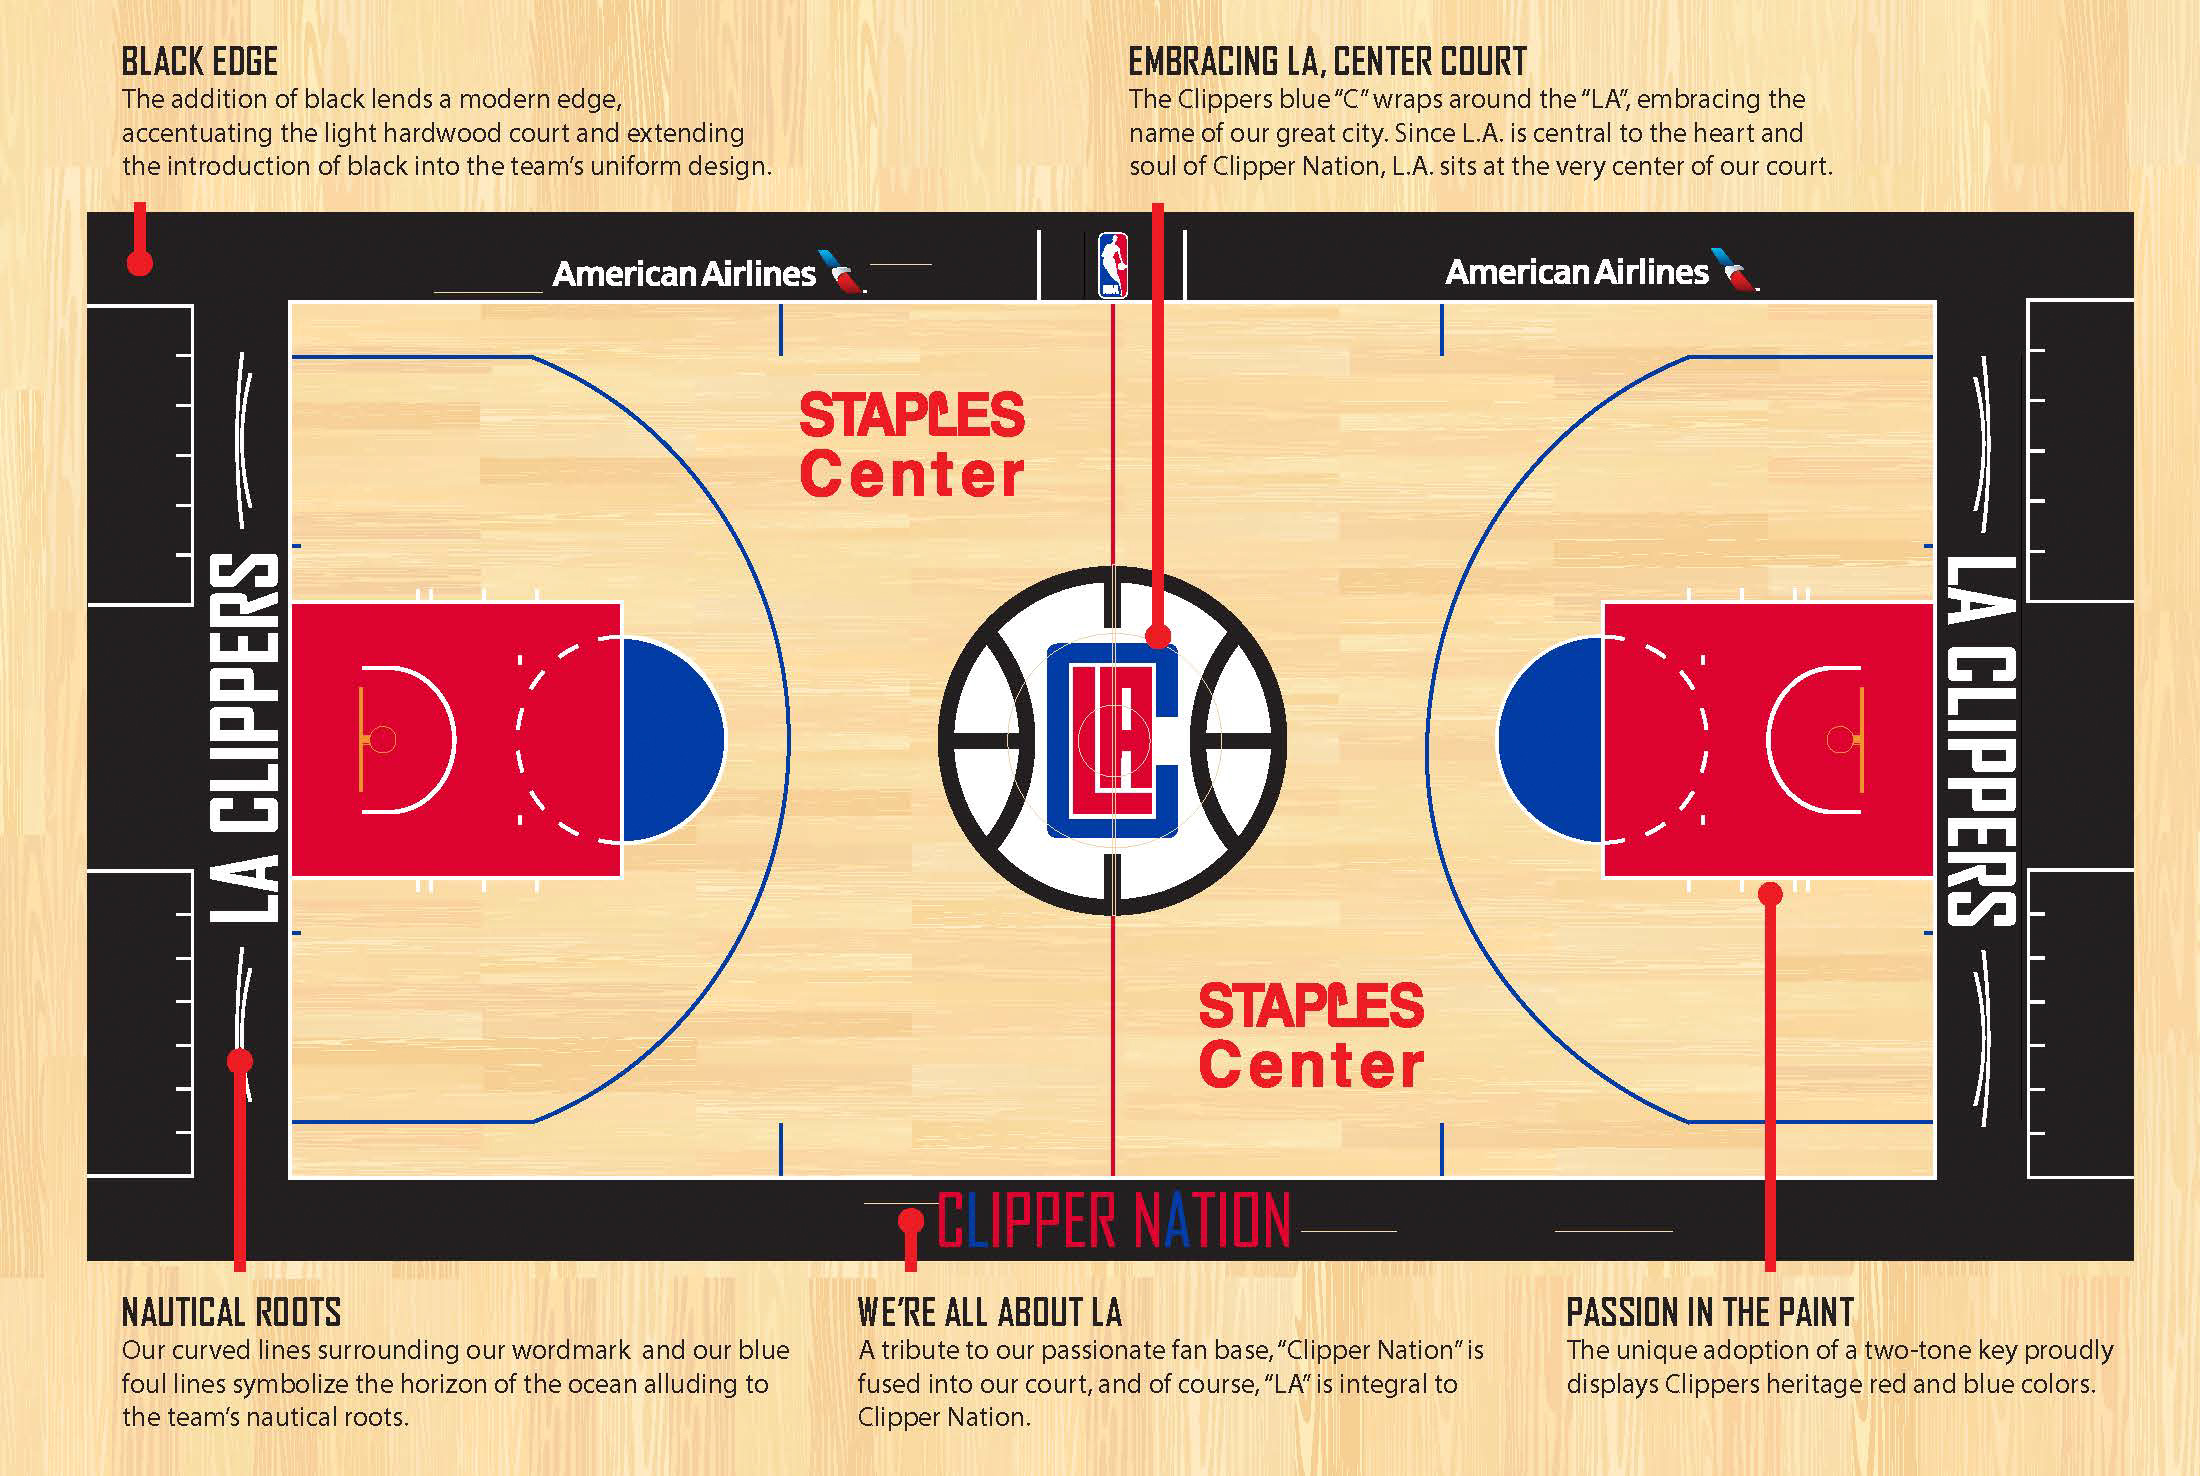 BLACK EDGE
The addition of black lends a modern edge,
accentuating the light hardwood court and extending
the introduction of black into the team's uniform design.
EMBRACING LA, CENTER COURT
The Clippers blue “C” wraps around the “LA”, embracing the
name of our great city. Since L.A. is central to the heart and
soul of Clipper Nation, L.A. sits at the very center of our court.
American Airlines
NBA
American Airlines
STAPLES
Center
LA CLIPPERS
LA C
LA CLIPPERS
STAPLES
Center
CLIPPER NATION
NAUTICAL ROOTS
Our curved lines surrounding our wordmark and our blue
foul lines symbolize the horizon of the ocean alluding to
the team's nautical roots.
WE'RE ALL ABOUT LA
A tribute to our passionate fan base, “Clipper Nation” is
fused into our court, and of course, “LA” is integral to
Clipper Nation.
PASSION IN THE PAINT
The unique adoption of a two-tone key proudly
displays Clippers heritage red and blue colors.